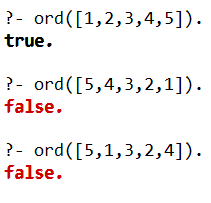 ?- ord([1,2,3,4,5]).
true.
?- ord([5,4,3,2,1]).
false.
?- ord([5,1,3,2,4]).
false.